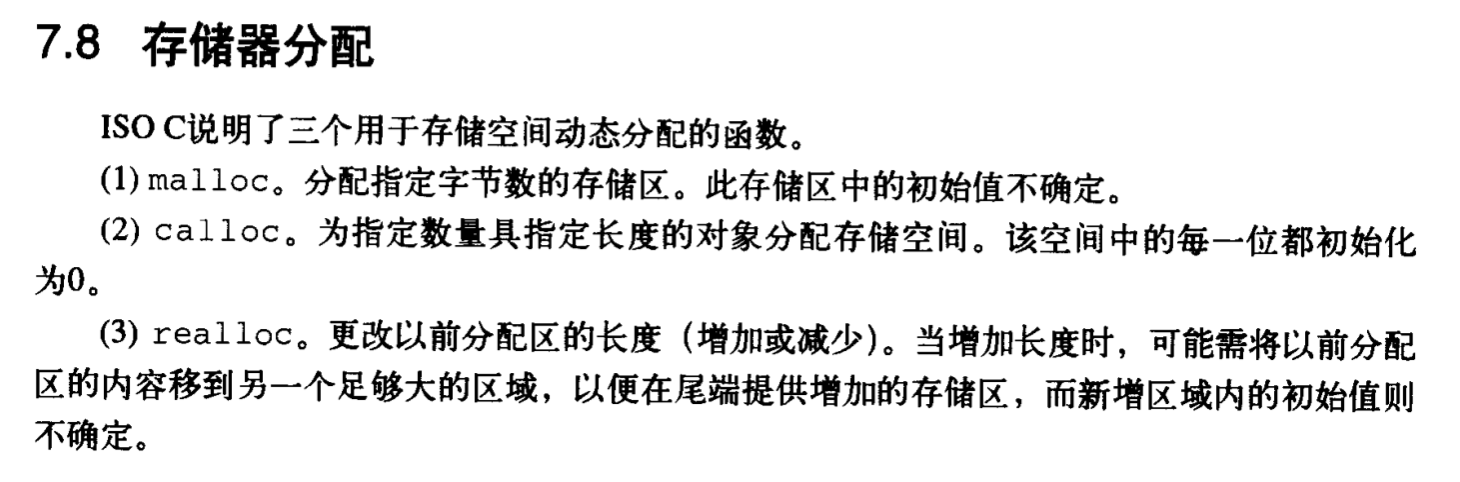 7.8 存储器分配
ISO C说明了三个用于存储空间动态分配的函数。
(1) malloc。分配指定字节数的存储区。此存储区中的初始值不确定。
(2) calloc。为指定数量具指定长度的对象分配存储空间。该空间中的每一位都初始化
为0。
(3) realloc。更改以前分配区的长度（增加或减少）。当增加长度时，可能需将以前分配
区的内容移到另一个足够大的区域，以便在尾端提供增加的存储区，而新增区域内的初始值则
不确定。